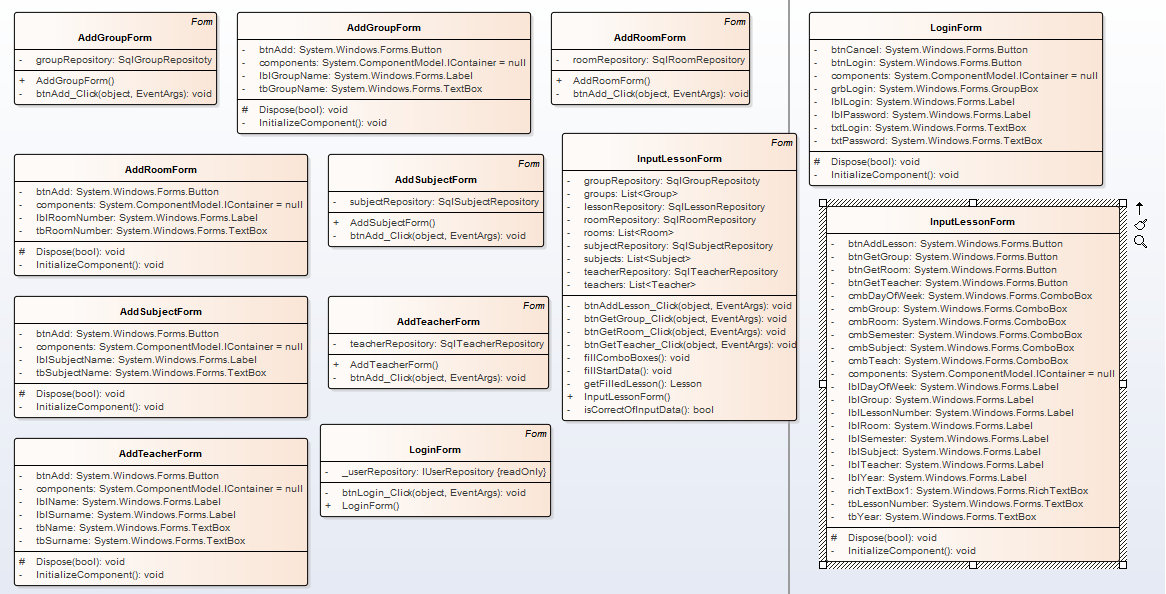 Form
AddGroupForm
- groupRepository: SqlGroupRepositoty
+ AddGroupForm()
- btnAdd_Click(object, EventArgs): void
AddGroupForm
- btnAdd: System.Windows.Forms.Button
- components: System.ComponentModel.IContainer = null
- lblGroupName: System.Windows.Forms.Label
- tbGroupName: System.Windows.Forms.TextBox
# Dispose(bool): void
- InitializeComponent(): void
Form
AddRoomForm
- roomRepository: SqlRoomRepository
+ AddRoomForm()
- btnAdd_Click(object, EventArgs): void
LoginForm
- btnCancel: System.Windows.Forms.Button
- btnLogin: System.Windows.Forms.Button
- components: System.ComponentModel.IContainer = null
- grbLogin: System.Windows.Forms.GroupBox
- lblLogin: System.Windows.Forms.Label
- lblPassword: System.Windows.Forms.Label
- txtLogin: System.Windows.Forms.TextBox
- txtPassword: System.Windows.Forms.TextBox
# Dispose(bool): void
- InitializeComponent(): void
AddRoomForm
- btnAdd: System.Windows.Forms.Button
- components: System.ComponentModel.IContainer = null
- lblRoomNumber: System.Windows.Forms.Label
- tbRoomNumber: System.Windows.Forms.TextBox
# Dispose(bool): void
- InitializeComponent(): void
Form
AddSubjectForm
- subjectRepository: SqlSubjectRepository
+ AddSubjectForm()
- btnAdd_Click(object, EventArgs): void
Form
InputLessonForm
- groupRepository: SqlGroupRepositoty
- groups: List<Group>
- lessonRepository: SqlLessonRepository
- roomRepository: SqlRoomRepository
- rooms: List<Room>
- subjectRepository: SqlSubjectRepository
- subjects: List<Subject>
- teacherRepository: SqlTeacherRepository
- teachers: List<Teacher>
- btnAddLesson_Click(object, EventArgs): void
- btnGetGroup_Click(object, EventArgs): void
- btnGetRoom_Click(object, EventArgs): void
- btnGetTeacher_Click(object, EventArgs): void
- fillComboBoxes(): void
- fillStartData(): void
- getFilledLesson(): Lesson
+ InputLessonForm()
- isCorrectOfInputData(): bool
InputLessonForm
- btnAddLesson: System.Windows.Forms.Button
- btnGetGroup: System.Windows.Forms.Button
- btnGetRoom: System.Windows.Forms.Button
- btnGetTeacher: System.Windows.Forms.Button
- cmbDayOfWeek: System.Windows.Forms.ComboBox
- cmbGroup: System.Windows.Forms.ComboBox
- cmbRoom: System.Windows.Forms.ComboBox
- cmbSemester: System.Windows.Forms.ComboBox
- cmbSubject: System.Windows.Forms.ComboBox
- cmbTeach: System.Windows.Forms.ComboBox
- components: System.ComponentModel.IContainer = null
- lblDayOfWeek: System.Windows.Forms.Label
- lblGroup: System.Windows.Forms.Label
- lblLessonNumber: System.Windows.Forms.Label
- lblRoom: System.Windows.Forms.Label
- lblSemester: System.Windows.Forms.Label
- lblSubject: System.Windows.Forms.Label
- lblTeacher: System.Windows.Forms.Label
- lblYear: System.Windows.Forms.Label
- richTextBox1: System.Windows.Forms.RichTextBox
- tbLessonNumber: System.Windows.Forms.TextBox
- tbYear: System.Windows.Forms.TextBox
# Dispose(bool): void
- InitializeComponent(): void
AddSubjectForm
- btnAdd: System.Windows.Forms.Button
- components: System.ComponentModel.IContainer = null
- lblSubjectName: System.Windows.Forms.Label
- tbSubjectName: System.Windows.Forms.TextBox
# Dispose(bool): void
- InitializeComponent(): void
Form
AddTeacherForm
- teacherRepository: SqlTeacherRepository
+ AddTeacherForm()
- btnAdd_Click(object, EventArgs): void
AddTeacherForm
- btnAdd: System.Windows.Forms.Button
- components: System.ComponentModel.IContainer = null
- lblName: System.Windows.Forms.Label
- lblSurname: System.Windows.Forms.Label
- tbName: System.Windows.Forms.TextBox
- tbSurname: System.Windows.Forms.TextBox
# Dispose(bool): void
- InitializeComponent(): void
Form
LoginForm
- _userRepository: IUserRepository {readOnly}
- btnLogin_Click(object, EventArgs): void
+ LoginForm()